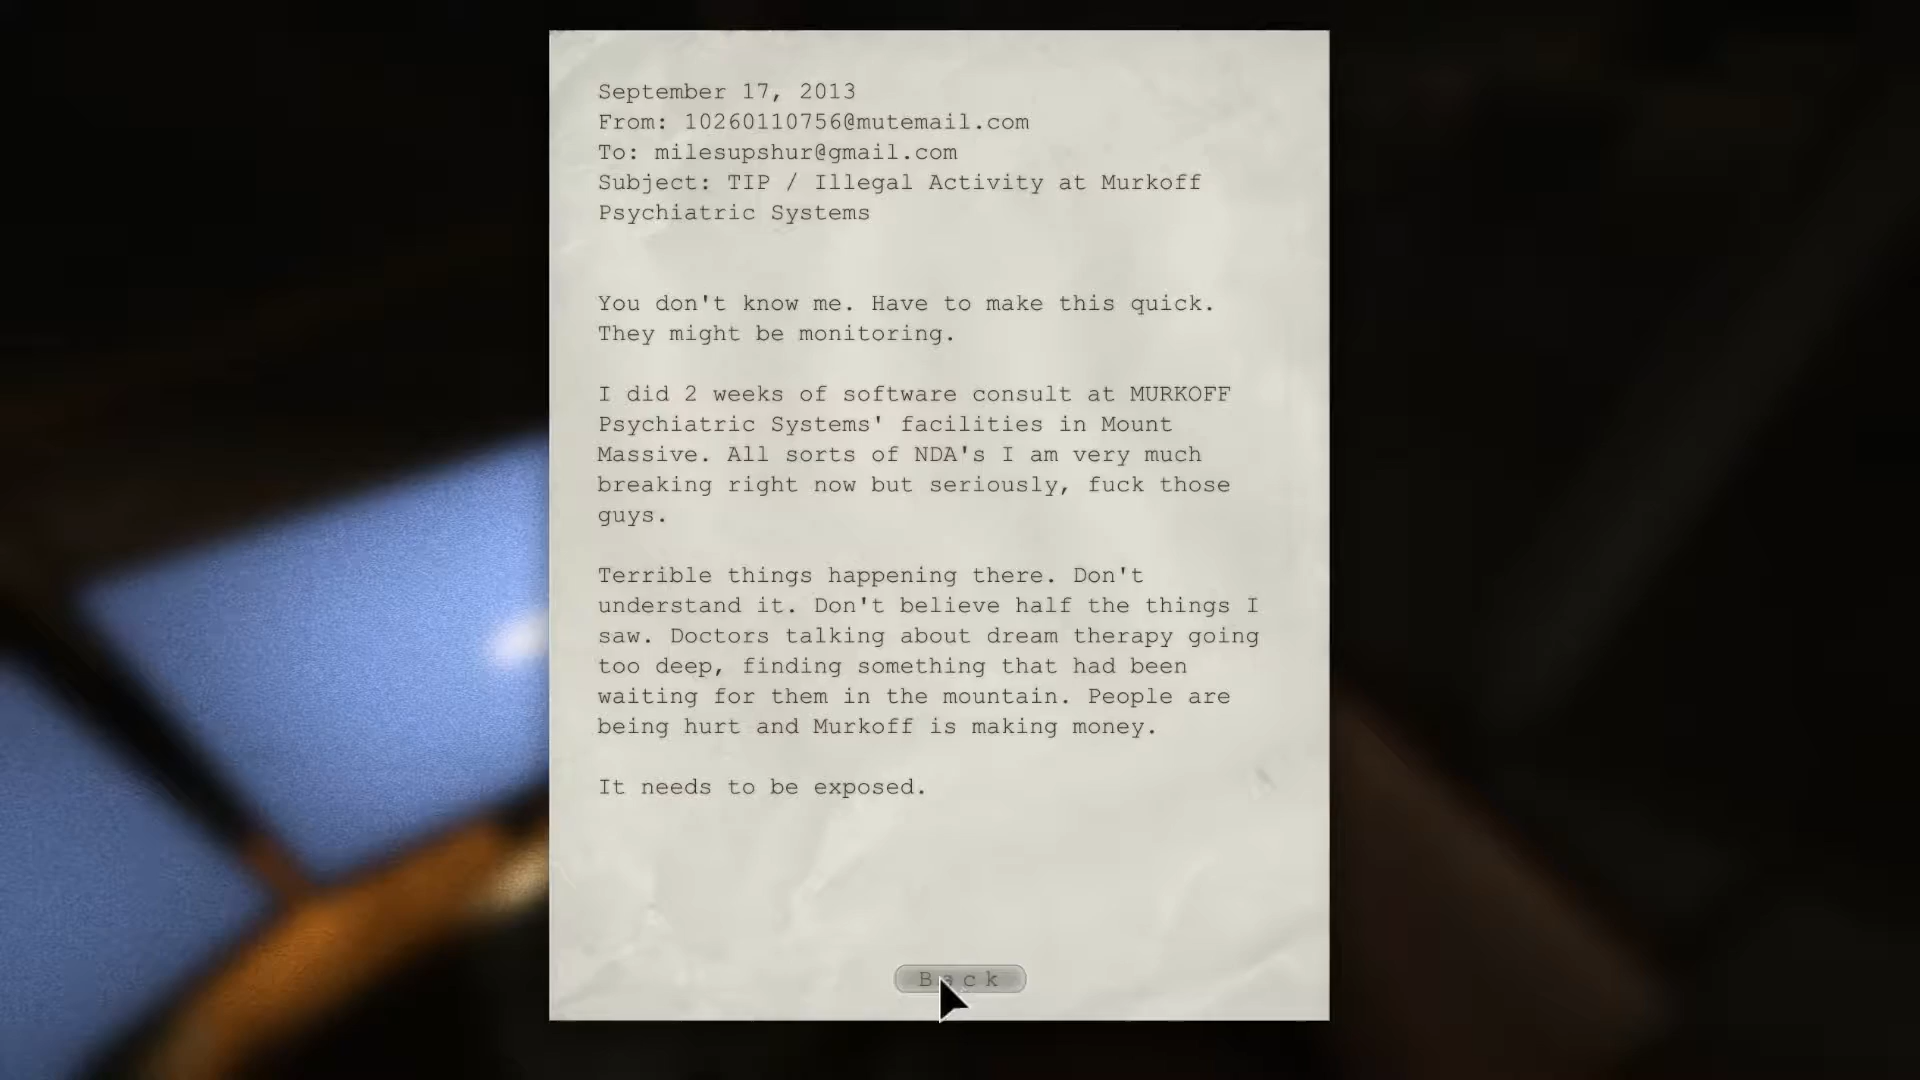 September 17, 2013
From: 10260110756@mutemail.com
To: milesupshur@gmail.com
Subject: TIP / Illegal Activity at Murkoff
Psychiatric Systems
You don't know me. Have to make this quick.
They might be monitoring.
I did 2 weeks of software consult at MURKOFF
Psychiatric Systems' facilities in Mount
Massive. All sorts of NDA's I am very much
breaking right now but seriously, fuck those
guys.
Terrible things happening there. Don't
understand it. Don't believe half the things I
saw. Doctors talking about dream therapy going
too deep, finding something that had been
waiting for them in the mountain. People are
being hurt and Murkoff is making money.
It needs to be exposed.
Back